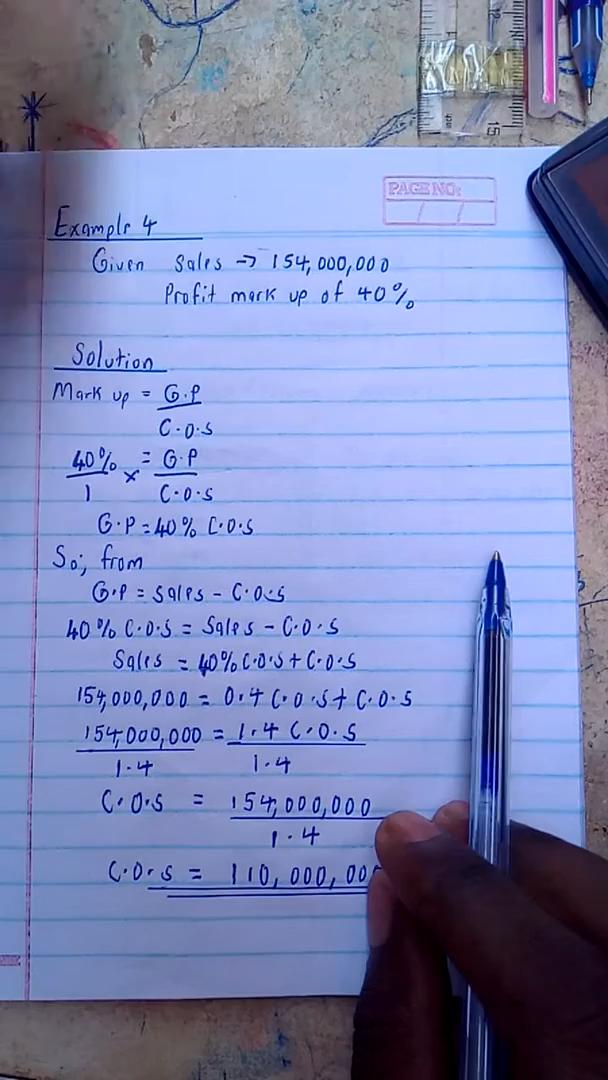 PAGE NO:
Example 4
Given Sales → 154,000,000
Profit mark up of 40%
Solution
Mark up = G.P
C.O.S
40% = G.P
1 × C.O.S
G.P = 40% C.O.S
So; from
G.P = Sales - C.O.S
40% C.O.S = Sales - C.O.S
Sales = 40% C.O.S + C.O.S
154,000,000 = 0.4 C.O.S + C.O.S
154,000,000 = 1.4 C.O.S
1.4 1.4
C.O.S = 154,000,000
1.4
C.O.S = 110,000,000